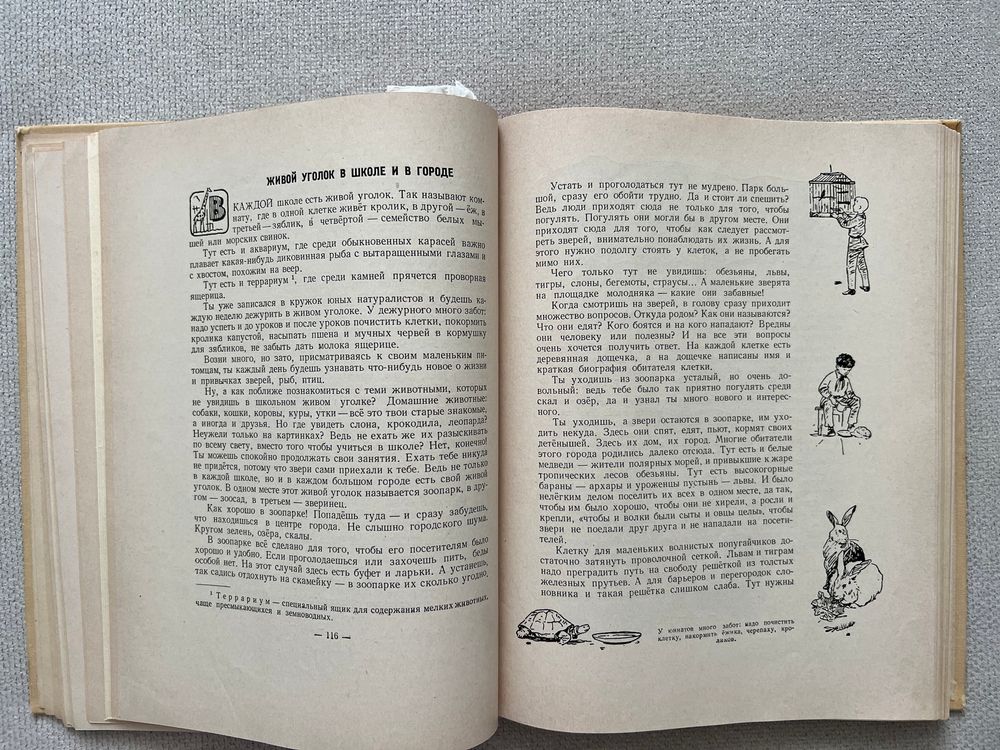 ЖИВОЙ УГОЛОК В ШКОЛЕ И В ГОРОДЕ
В КАЖДОЙ школе есть живой уголок. Так называют ком-
нату, где в одной клетке живёт кролик, в другой — ёж, в
третьей — зяблик, в четвёртой — семейство белых мы-
шей или морских свинок.
Тут есть и аквариум, где среди обыкновенных карасей важно
плавает какая-нибудь диковинная рыба с вытаращенными глазами и
с хвостом, похожим на веер.
Тут есть и террариум ¹, где среди камней прячется проворная
ящерица.
Ты уже записался в кружок юных натуралистов и будешь ка-
ждую неделю дежурить в живом уголоке. У дежурного много забот:
надо успеть и до уроков и после уроков почистить клетки, покормить
кролика капустой, насыпать пшена и мучных червей в кормушку
для зябликов, не забыть дать молока ящерице.
Возни много, но зато, присматриваясь к своим маленьким пи-
томцам, ты каждый день будешь узнавать что-нибудь новое о жизни
и привычках зверей, рыб, птиц.
Ну, а как поближе познакомиться с теми животными, которых
не увидишь в школьном живом уголке? Домашние животные:
собаки, кошки, коровы, куры, утки — всё это твои старые знакомые,
а иногда и друзья. Но где увидеть слона, крокодила, леопарда?
Неужели только на картинках? Ведь не ехать же их разыскивать
по всему свету, вместо того чтобы учиться в школе? Нет, конечно!
Ты можешь спокойно продолжать свои занятия. Ехать тебе никуда
не придётся, потому что звери сами приехали к тебе. Ведь не только
в каждой школе, но и в каждом большом городе есть свой живой
уголок. В одном месте этот живой уголок называется зоопарк, в дру-
гом — зоосад, в третьем — зверинец.
Как хорошо в зоопарке! Попадёшь туда — и сразу забудешь,
что находишься в центре города. Не слышно городского шума.
Кругом зелень, озёра, скалы.
В зоопарке всё сделано для того, чтобы его посетителям было
хорошо и удобно. Если проголодаешься или захочешь пить, беды
особой нет. На этот случай здесь есть буфет и ларьки. А устанешь,
так садись отдохнуть на скамейку — в зоопарке их сколько угодно,
¹ Террариум — специальный ящик для содержания мелких животных,
чаще пресмыкающихся и земноводных.
— 116 —
Устать и проголодаться тут не мудрено. Парк боль-
шой, сразу его обойти трудно. Да и стоит ли спешить?
Ведь люди приходят сюда не только для того, чтобы
погулять. Погулять они могли бы в другом месте. Они
приходят сюда для того, чтобы как следует рассмот-
реть зверей, внимательно понаблюдать их жизнь. А для
этого нужно подолгу стоять у клеток, а не пробегать
мимо них.
Чего только тут не увидишь: обезьяны, львы,
тигры, слоны, бегемоты, страусы... А маленькие зверята
на площадке молодняка — какие они забавные!
Когда смотришь на зверей, в голову сразу приходит
множество вопросов. Откуда родом? Как они называются?
Что они едят? Кого боятся и на кого нападают? Вредны
они человеку или полезны? И на все эти вопросы
очень хочется получить ответ. На каждой клетке есть
деревянная дощечка, а на дощечке написаны имя и
краткая биография обитателя клетки.
Ты уходишь из зоопарка усталый, но очень до-
вольный: ведь тебе было так приятно погулять среди
скал и озёр, да и узнал ты много нового и интерес-
ного.
Ты уходишь, а звери остаются в зоопарке, им ухо-
дить некуда. Здесь они спят, едят, пьют, кормят своих
детёнышей. Здесь их дом, их город. Многие обитатели
этого города родились далеко отсюда. Тут есть и белые
медведи — жители полярных морей, и привыкшие к жаре
тропических лесов обезьяны. Тут есть высокогорные
бараны — архары и уроженцы пустынь — львы. И было
нелёгким делом поселить их всех в одном месте, да так,
чтобы им было хорошо, чтобы они не хирели, а росли и
крепли, «чтобы и волки были сыты и овцы целы», чтобы
звери не поедали друг друга и не нападали на посети-
телей.
Клетку для маленьких волнистых попугайчиков до-
статочно затянуть проволочной сеткой. Львам и тиграм
надо преградить путь на свободу решёткой из толстых
железных прутьев. А для барьеров и перегородок сло-
новника и такая решётка слишком слаба. Тут нужны
У юннатов много забот: надо почистить
клетку, накормить ёжика, черепаху, кро-
ликов.